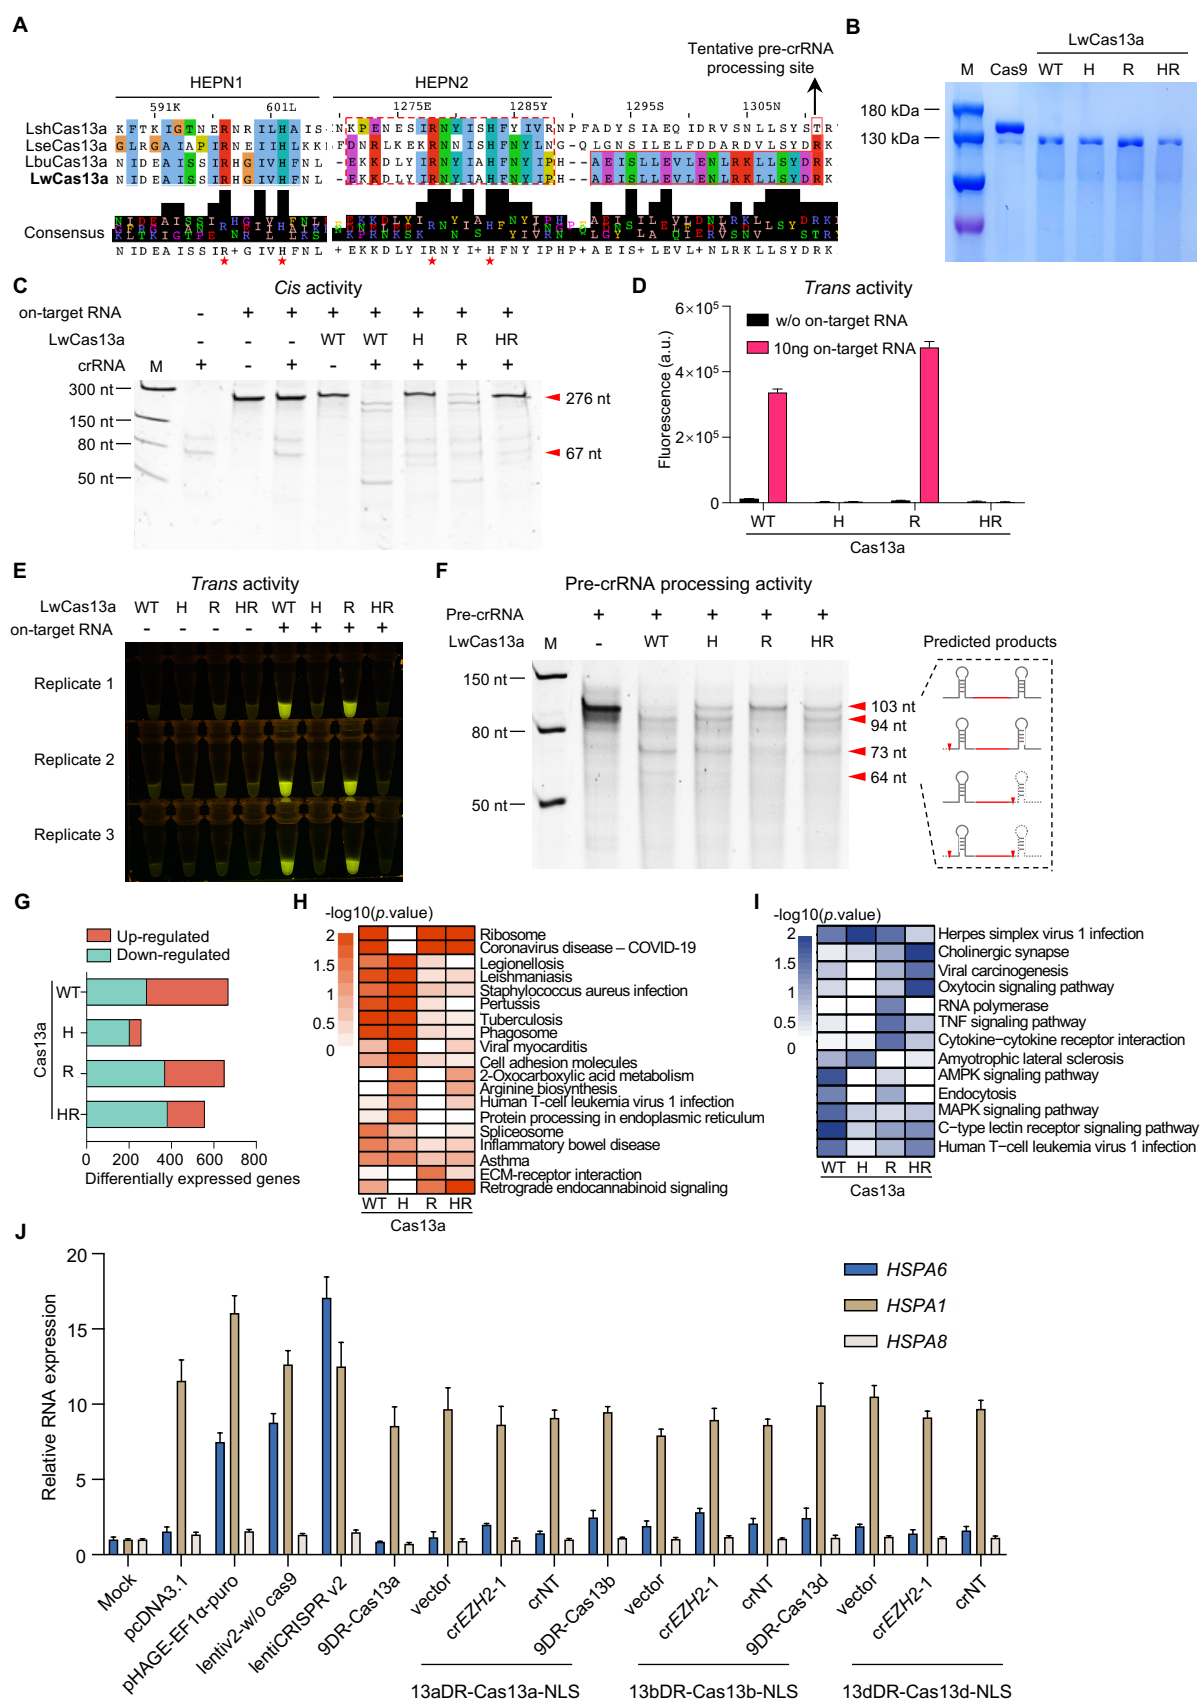 A
HEPN1
HEPN2
Tentative pre-crRNA
processing site
591K
601L
1275E
1285Y
1295S
1305N
LshCas13a
K F T K I G T N E R N R I L H A I S
K P E N E S I R N Y I S H F Y I V R N P F A D Y S I A E Q I D R V S N L L S Y S T R
LseCas13a
G L R G A I A P I R N E I I H L K K
F D N R L K E K R N N I S H F N Y L N G - Q L G N S I L E L F D D A R D V L S Y D R K
LbuCas13a
N I D E A I S S I R H G I V H F N L
- E K K D L Y I R N Y I A H F N Y I P H - - A E I S L L E V L E N L R K L L S Y D R K
LwCas13a
N I D E A I S S I R H G I V H F N L
- E K K D L Y I R N Y I A H F N Y I P H - - A E I S L L E V L E N L R K L L S Y D R K
Consensus
N I D E A I S S I R + G I V H F N L
+ E K K D L Y I R N Y I + H F N Y I P H P + A E I S + L E V L + N L R K V L S Y D R K
B
LwCas13a
M Cas9 WT H R HR
180 kDa
130 kDa
C
Cis activity
on-target RNA - + + + + + + +
LwCas13a - - - WT WT H R HR
crRNA M + - + - + + + +
300 nt
150 nt
80 nt
50 nt
276 nt
67 nt
D
Trans activity
w/o on-target RNA
10ng on-target RNA
Fluorescence (a.u.)
6×10⁵
4×10⁵
2×10⁵
0
WT H R HR
Cas13a
E
Trans activity
LwCas13a WT H R HR WT H R HR
on-target RNA - - - - + + + +
Replicate 1
Replicate 2
Replicate 3
F
Pre-crRNA processing activity
Pre-crRNA + + + + +
LwCas13a M - WT H R HR
150 nt
80 nt
50 nt
103 nt
94 nt
73 nt
64 nt
Predicted products
G
Up-regulated
Down-regulated
Cas13a
WT
H
R
HR
0 200 400 600 800
Differentially expressed genes
H
-log10(p.value)
2
1.5
1
0.5
0
Ribosome
Coronavirus disease – COVID-19
Legionellosis
Leishmaniasis
Staphylococcus aureus infection
Pertussis
Tuberculosis
Phagosome
Viral myocarditis
Cell adhesion molecules
2-Oxocarboxylic acid metabolism
Arginine biosynthesis
Human T-cell leukemia virus 1 infection
Protein processing in endoplasmic reticulum
Spliceosome
Inflammatory bowel disease
Asthma
ECM-receptor interaction
Retrograde endocannabinoid signaling
WT H R HR
Cas13a
I
-log10(p.value)
2
1.5
1
0.5
0
Herpes simplex virus 1 infection
Cholinergic synapse
Viral carcinogenesis
Oxytocin signaling pathway
RNA polymerase
TNF signaling pathway
Cytokine-cytokine receptor interaction
Amyotrophic lateral sclerosis
AMPK signaling pathway
Endocytosis
MAPK signaling pathway
C-type lectin receptor signaling pathway
Human T-cell leukemia virus 1 infection
WT H R HR
Cas13a
J
Relative RNA expression
20
15
10
5
0
HSPA6
HSPA1
HSPA8
Mock
pcDNA3.1
pHAGE-EF1α-puro
lentiv2-w/o cas9
lentiCRISPR v2
9DR-Cas13a
vector
crEZH2-1
crNT
9DR-Cas13b
vector
crEZH2-1
crNT
9DR-Cas13d
vector
crEZH2-1
crNT
13aDR-Cas13a-NLS
13bDR-Cas13b-NLS
13dDR-Cas13d-NLS